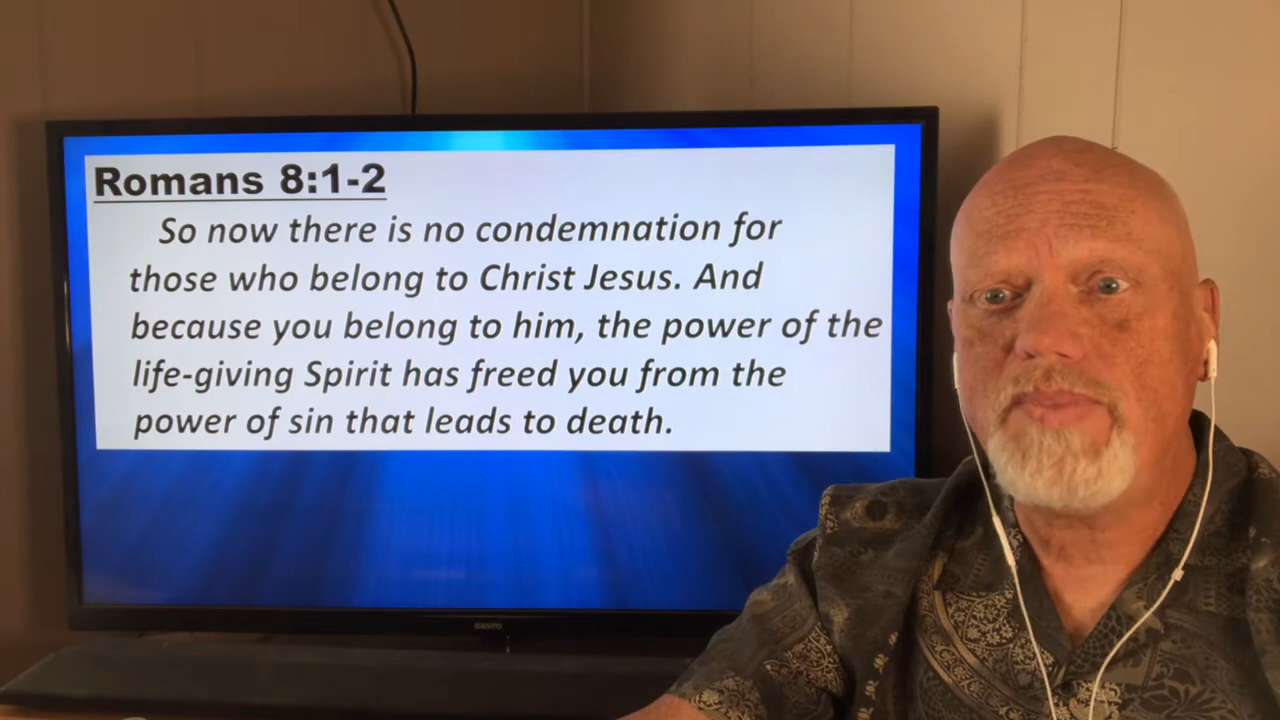 Romans 8:1-2
So now there is no condemnation for
those who belong to Christ Jesus. And
because you belong to him, the power of the
life-giving Spirit has freed you from the
power of sin that leads to death.
SANYO